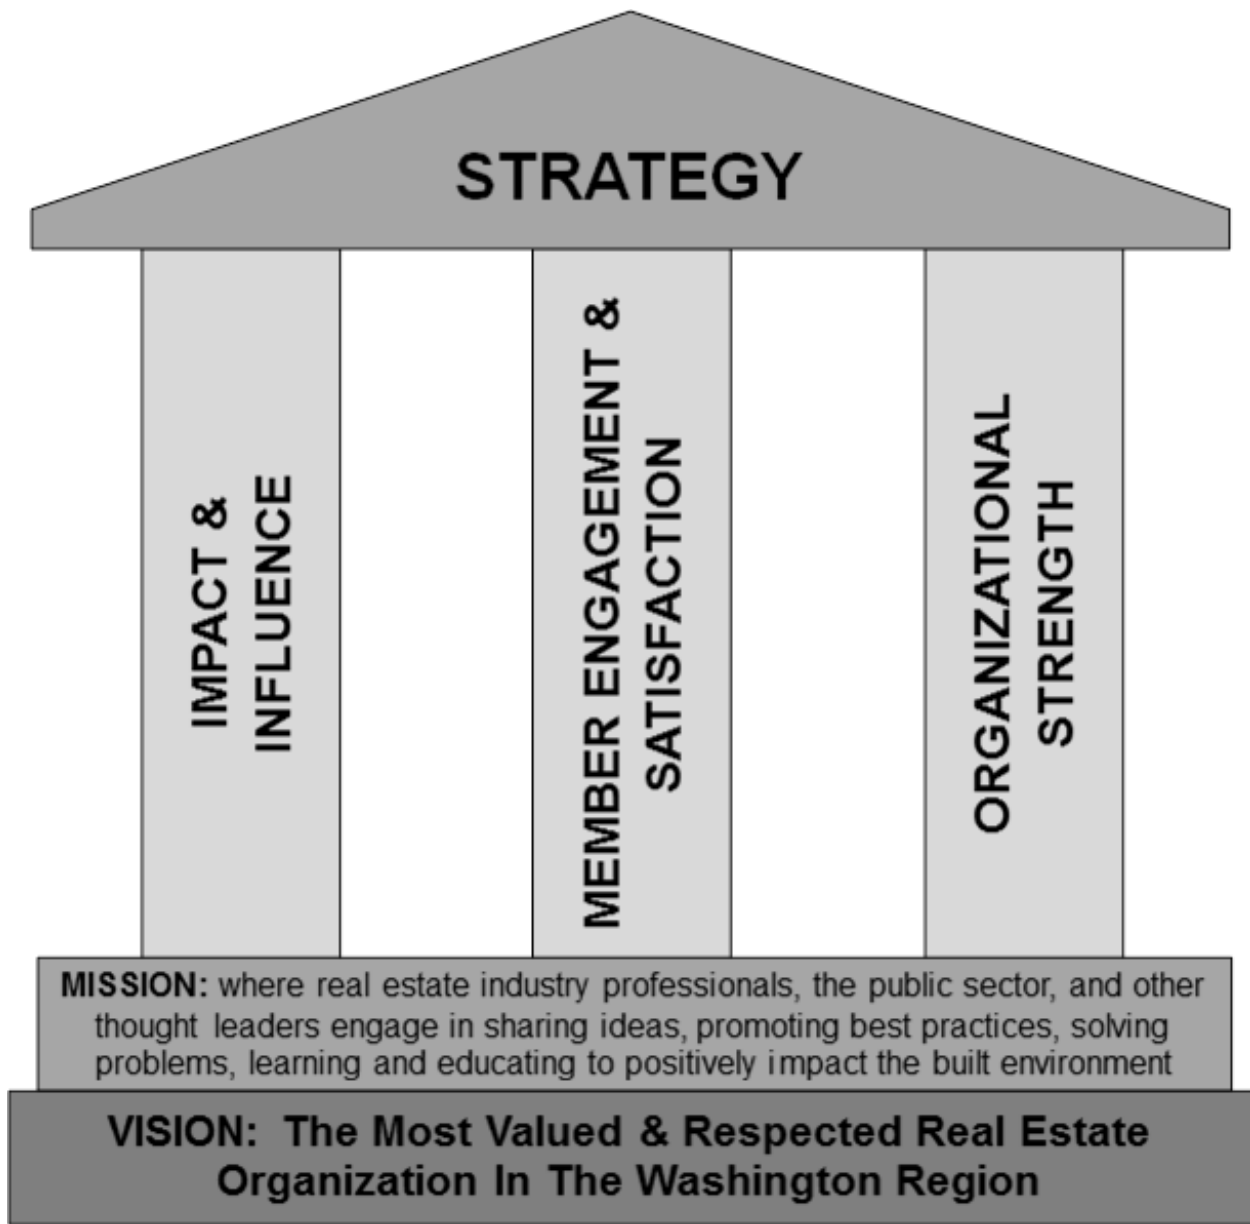 STRATEGY
IMPACT &
INFLUENCE
MEMBER ENGAGEMENT &
SATISFACTION
ORGANIZATIONAL
STRENGTH
MISSION: where real estate industry professionals, the public sector, and other
thought leaders engage in sharing ideas, promoting best practices, solving
problems, learning and educating to positively impact the built environment
VISION: The Most Valued & Respected Real Estate
Organization In The Washington Region